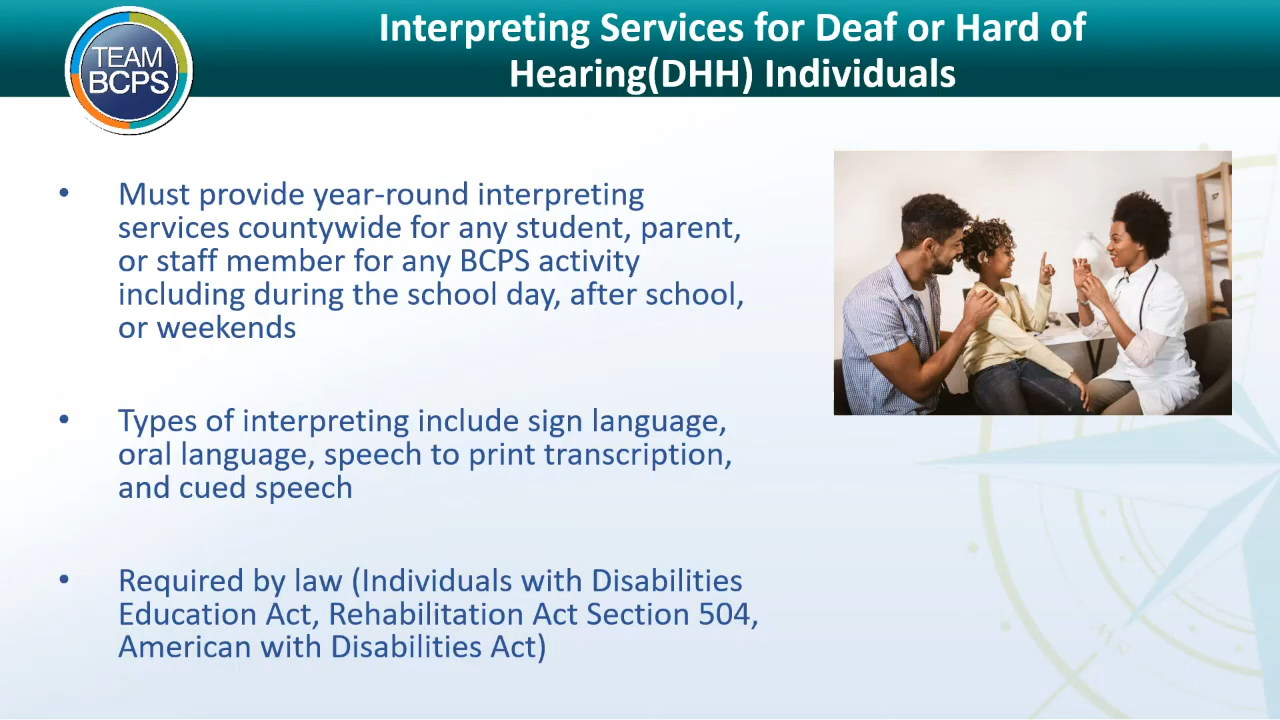 TEAM
BCPS
Interpreting Services for Deaf or Hard of
Hearing(DHH) Individuals
• Must provide year-round interpreting
services countywide for any student, parent,
or staff member for any BCPS activity
including during the school day, after school,
or weekends
• Types of interpreting include sign language,
oral language, speech to print transcription,
and cued speech
• Required by law (Individuals with Disabilities
Education Act, Rehabilitation Act Section 504,
American with Disabilities Act)